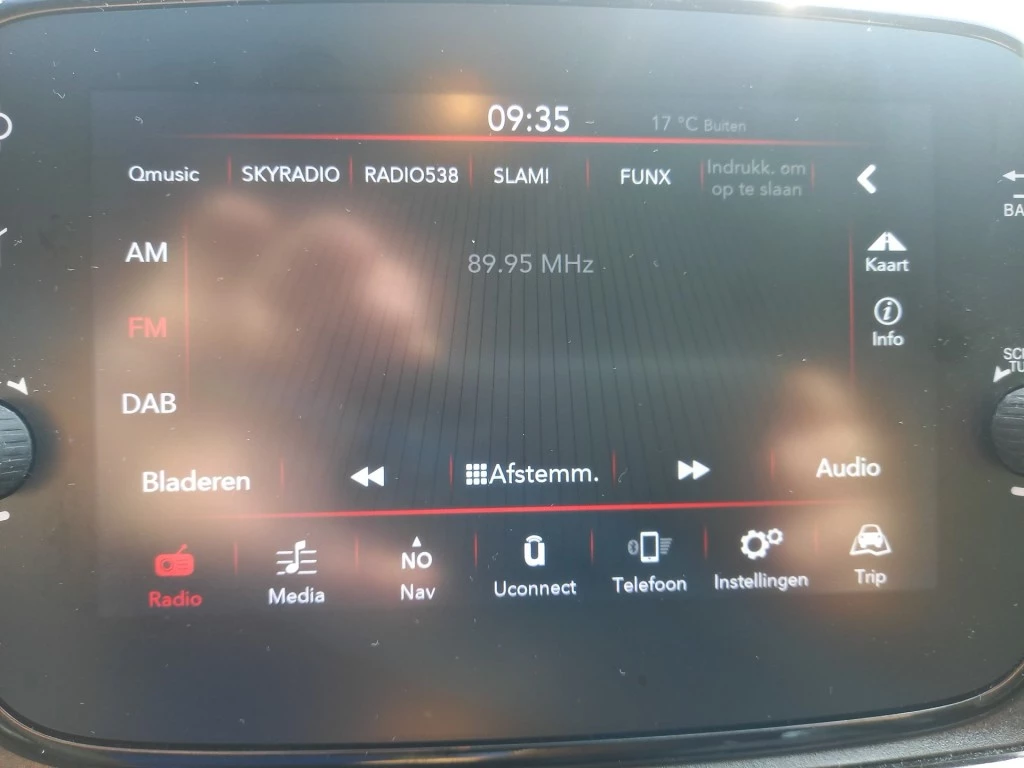 09:35
17 °C Buiten
Qmusic SKYRADIO RADIO538 SLAM! FUNX
Indrukk. om
op te slaan
AM
89.95 MHz
Kaart
FM
Info
DAB
Bladeren Afstemm. Audio
NO
Radio Media Nav Uconnect Telefoon Instellingen Trip